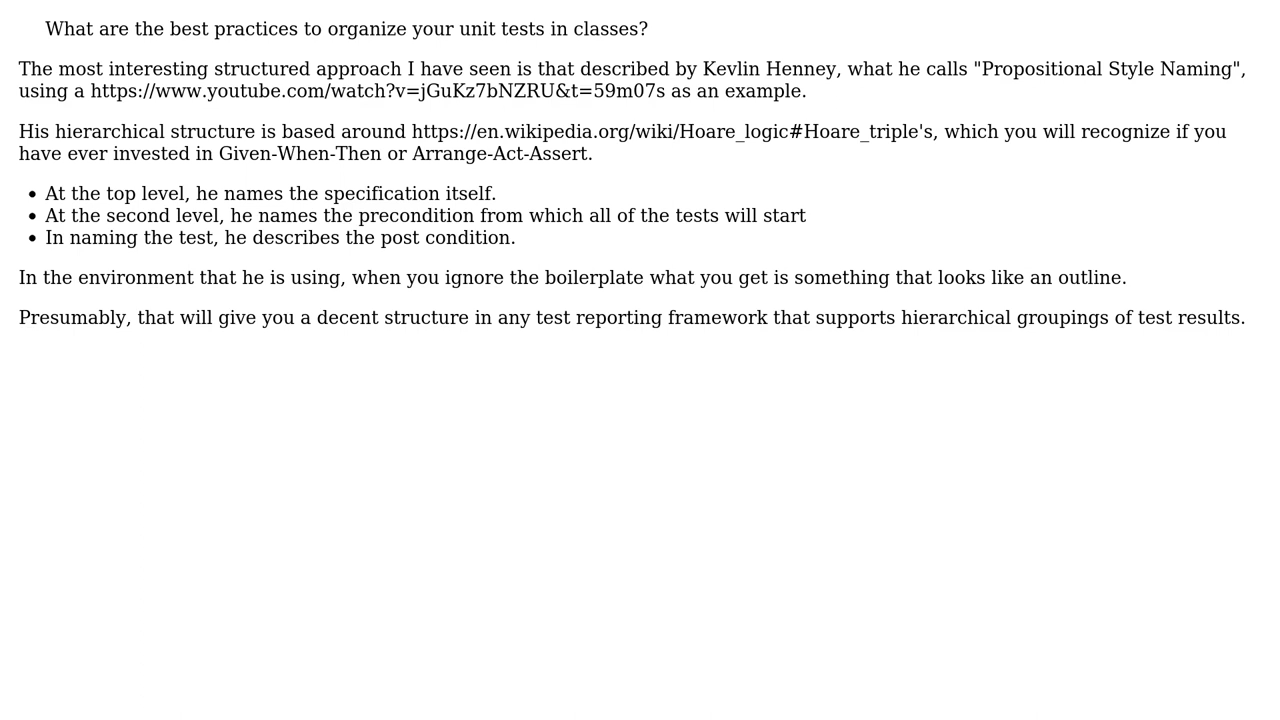 What are the best practices to organize your unit tests in classes?
The most interesting structured approach I have seen is that described by Kevlin Henney, what he calls "Propositional Style Naming",
using a https://www.youtube.com/watch?v=jGuKz7bNZRU&t=59m07s as an example.
His hierarchical structure is based around https://en.wikipedia.org/wiki/Hoare_logic#Hoare_triple's, which you will recognize if you
have ever invested in Given-When-Then or Arrange-Act-Assert.
• At the top level, he names the specification itself.
• At the second level, he names the precondition from which all of the tests will start
• In naming the test, he describes the post condition.
In the environment that he is using, when you ignore the boilerplate what you get is something that looks like an outline.
Presumably, that will give you a decent structure in any test reporting framework that supports hierarchical groupings of test results.